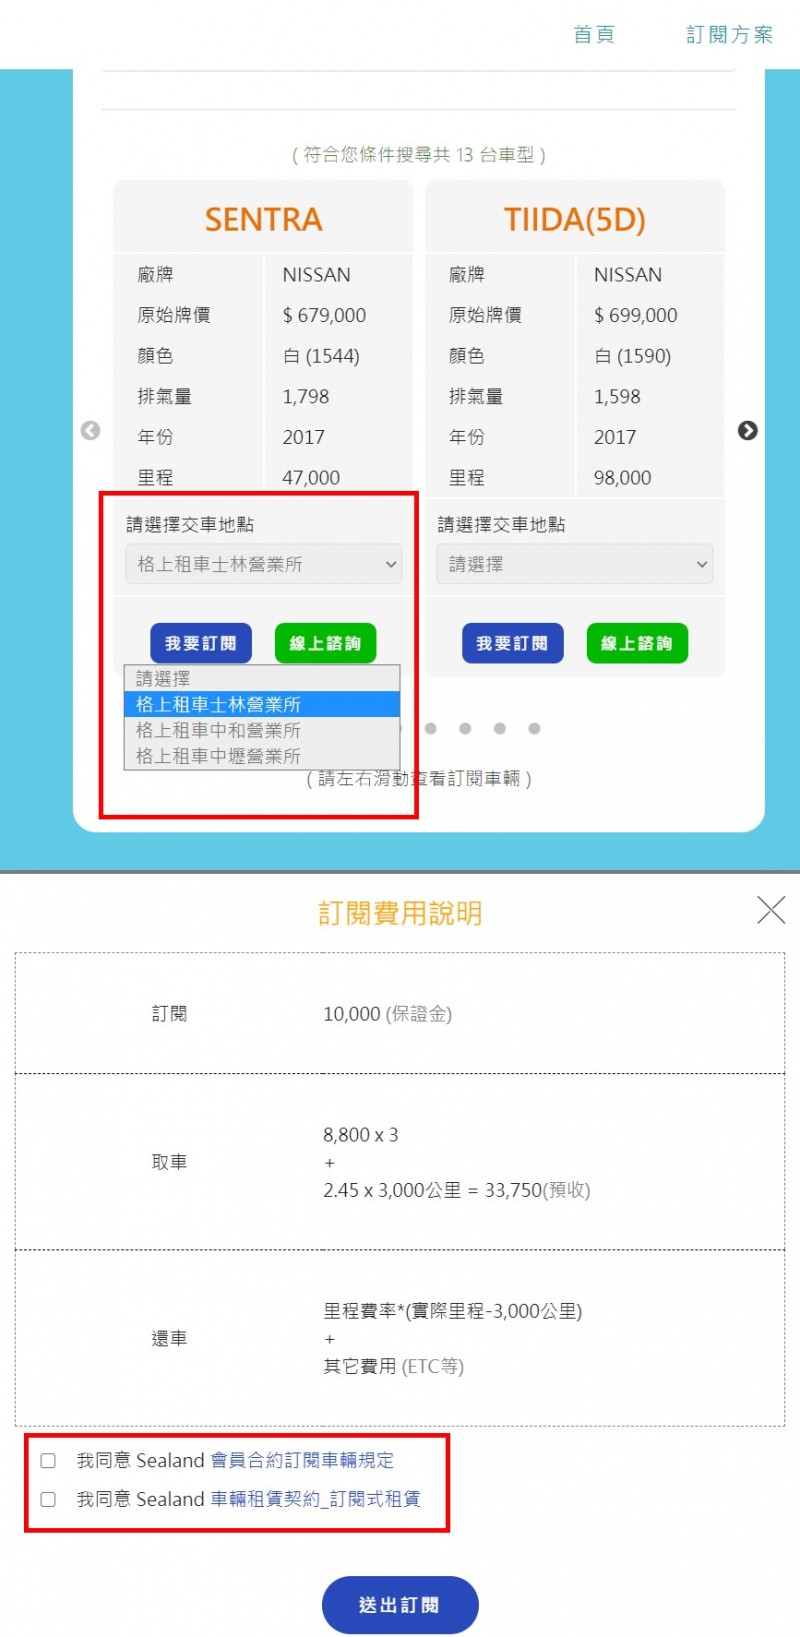 首頁 訂閱方案
( 符合您條件搜尋共 13 台車型 )
SENTRA
廠牌 NISSAN
原始牌價 $ 679,000
顏色 白 (1544)
排氣量 1,798
年份 2017
里程 47,000
請選擇交車地點
格上租車士林營業所
我要訂閱 線上諮詢
請選擇
格上租車士林營業所
格上租車中和營業所
格上租車中壢營業所
TIIDA(5D)
廠牌 NISSAN
原始牌價 $ 699,000
顏色 白 (1590)
排氣量 1,598
年份 2017
里程 98,000
請選擇交車地點
請選擇
我要訂閱 線上諮詢
( 請左右滑動查看訂閱車輛 )
訂閱費用說明
訂閱 10,000 (保證金)
取車
8,800 x 3
+
2.45 x 3,000公里 = 33,750(預收)
還車
里程費率*(實際里程-3,000公里)
+
其它費用 (ETC等)
我同意 Sealand 會員合約訂閱車輛規定
我同意 Sealand 車輛租賃契約_訂閱式租賃
送出訂閱